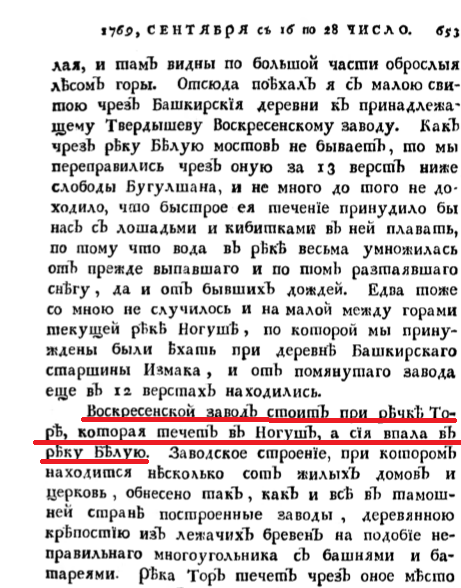 1769, СЕНТЯБРЯ съ 16 по 28 ЧИСЛО. 653
лая, и тамъ видны по большой части оброслыя
лѣсомъ горы. Отсюда поѣхалъ я съ малою сви-
тою чрезъ Башкирскія деревни къ принадлежа-
щему Твердышеву Воскресенскому заводу. Какъ
чрезъ рѣку Бѣлую мостовъ не бываетъ, то мы
переправились чрезъ оную за 13 верстъ ниже
слободы Бугулшана, и не много до того не до-
ходило, что быстрое ея теченіе принудило бы
насъ съ лошадьми и кибитками въ ней плавать,
по тому что вода въ рѣкѣ весьма умножилась
отъ прежде выпавшаго и по томъ разтаявшаго
снѣгу, да и отъ бывшихъ дождей. Едва тоже
со мною не случилось и на малой между горами
текущей рѣкѣ Ногушѣ, по которой мы прину-
ждены были ѣхать при деревнѣ Башкирскаго
старшины Измака, и отъ помянутаго завода
еще въ 12 верстахъ находились.
Воскресенской заводъ стоитъ при рѣчкѣ То-
рѣ, которая течетъ въ Ногушъ, а сія впала въ
рѣку Бѣлую. Заводское строеніе, при которомъ
находится нѣсколько сотъ жилыхъ домовъ и
церковь, обнесено такъ, какъ и всѣ въ тамош-
ней странѣ построенные заводы, деревянною
крѣпостію изъ лежачихъ бревенъ на подобіе не-
правильнаго многоугольника съ башнями и ба-
тареями. Рѣка Торъ течетъ чрезъ оное мѣсто